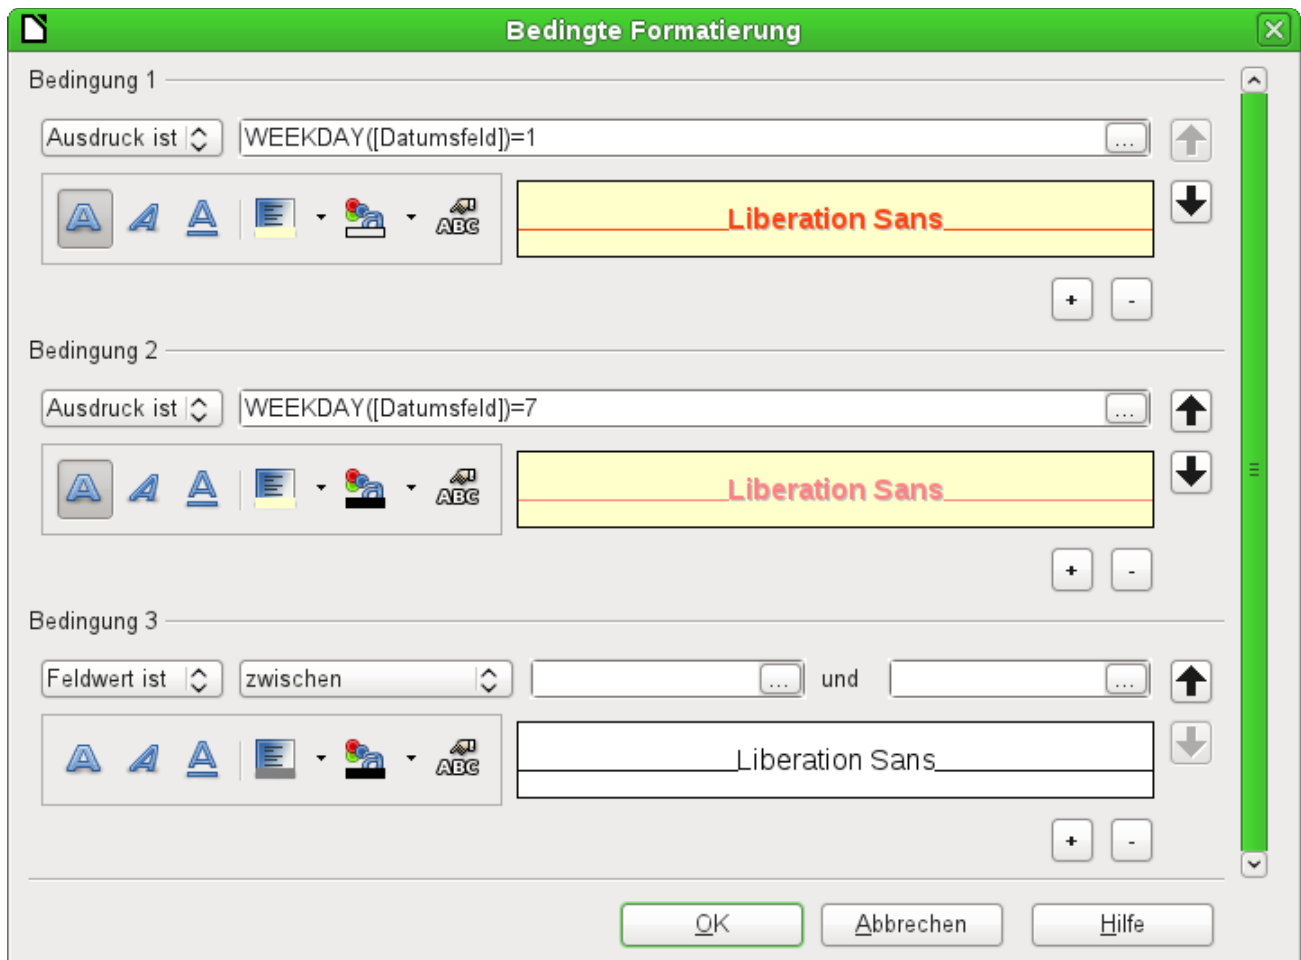 Bedingte Formatierung
Bedingung 1
Ausdruck ist WEEKDAY([Datumsfeld])=1 ...
A A A ABC Liberation Sans
+ -
Bedingung 2
Ausdruck ist WEEKDAY([Datumsfeld])=7 ...
A A A ABC Liberation Sans
+ -
Bedingung 3
Feldwert ist zwischen ... und ...
A A A ABC Liberation Sans
+ -
OK Abbrechen Hilfe